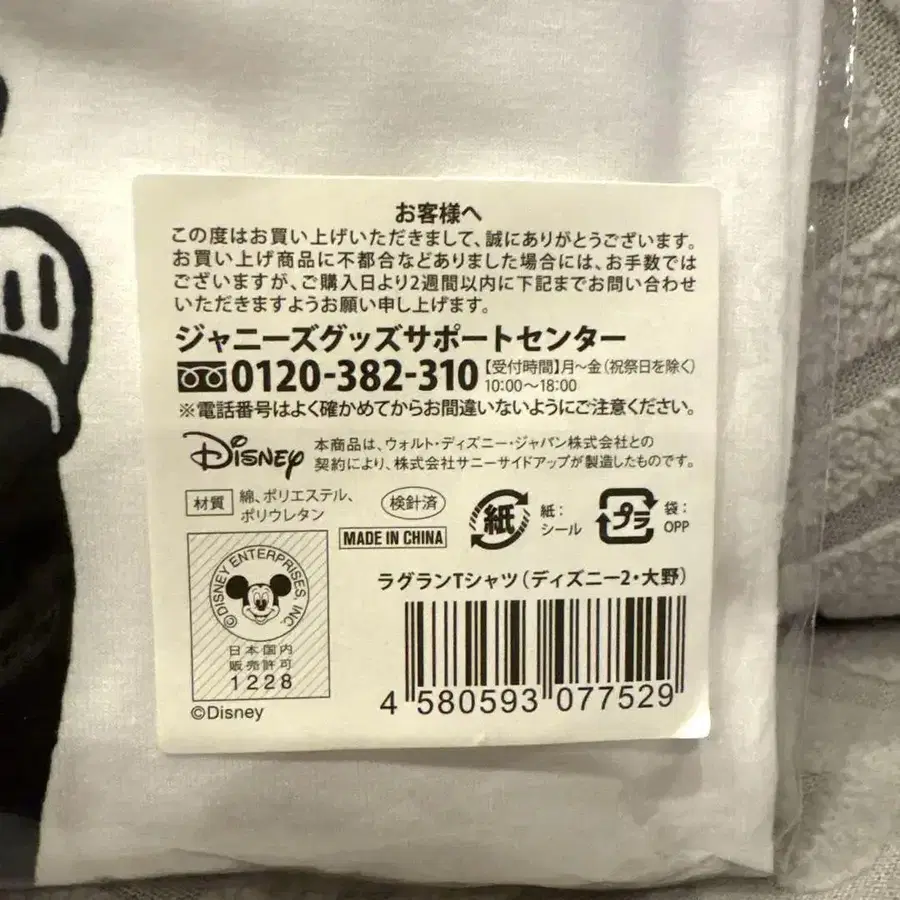 お客様へ
この度はお買い上げいただきまして、誠にありがとうございます。
お買い上げ商品に不都合などありました場合には、お手数では
ございますが、ご購入日より2週間以内に下記までお問い合わせ
いただきますようお願い申し上げます。
ジャニーズグッズサポートセンター
0120-382-310 【受付時間】月〜金（祝祭日を除く）
10:00〜18:00
※電話番号はよく確かめてからお間違いないようにご注意ください。
Disney 本商品は、ウォルト・ディズニー・ジャパン株式会社との
契約により、株式会社サニーサイドアップが製造したものです。
材質 綿、ポリエステル、
ポリウレタン
検針済
MADE IN CHINA
紙 紙：
シール
プラ 袋：
OPP
©DISNEY ENTERPRISES, INC.
日本国内
販売許可
1228
©Disney
ラグランTシャツ（ディズニー2・大野）
4 580593 077529